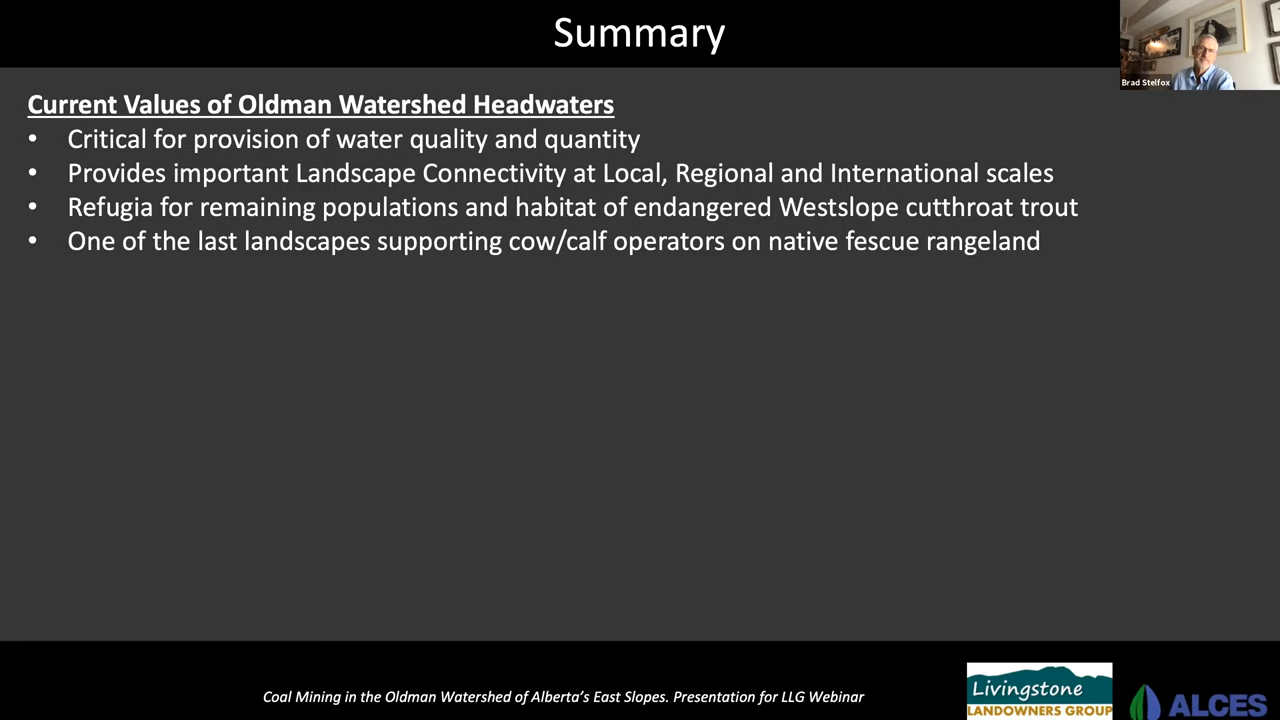 Summary
Brad Stelfox
Current Values of Oldman Watershed Headwaters
• Critical for provision of water quality and quantity
• Provides important Landscape Connectivity at Local, Regional and International scales
• Refugia for remaining populations and habitat of endangered Westslope cutthroat trout
• One of the last landscapes supporting cow/calf operators on native fescue rangeland
Coal Mining in the Oldman Watershed of Alberta's East Slopes. Presentation for LLG Webinar
Livingstone
LANDOWNERS GROUP
ALCES